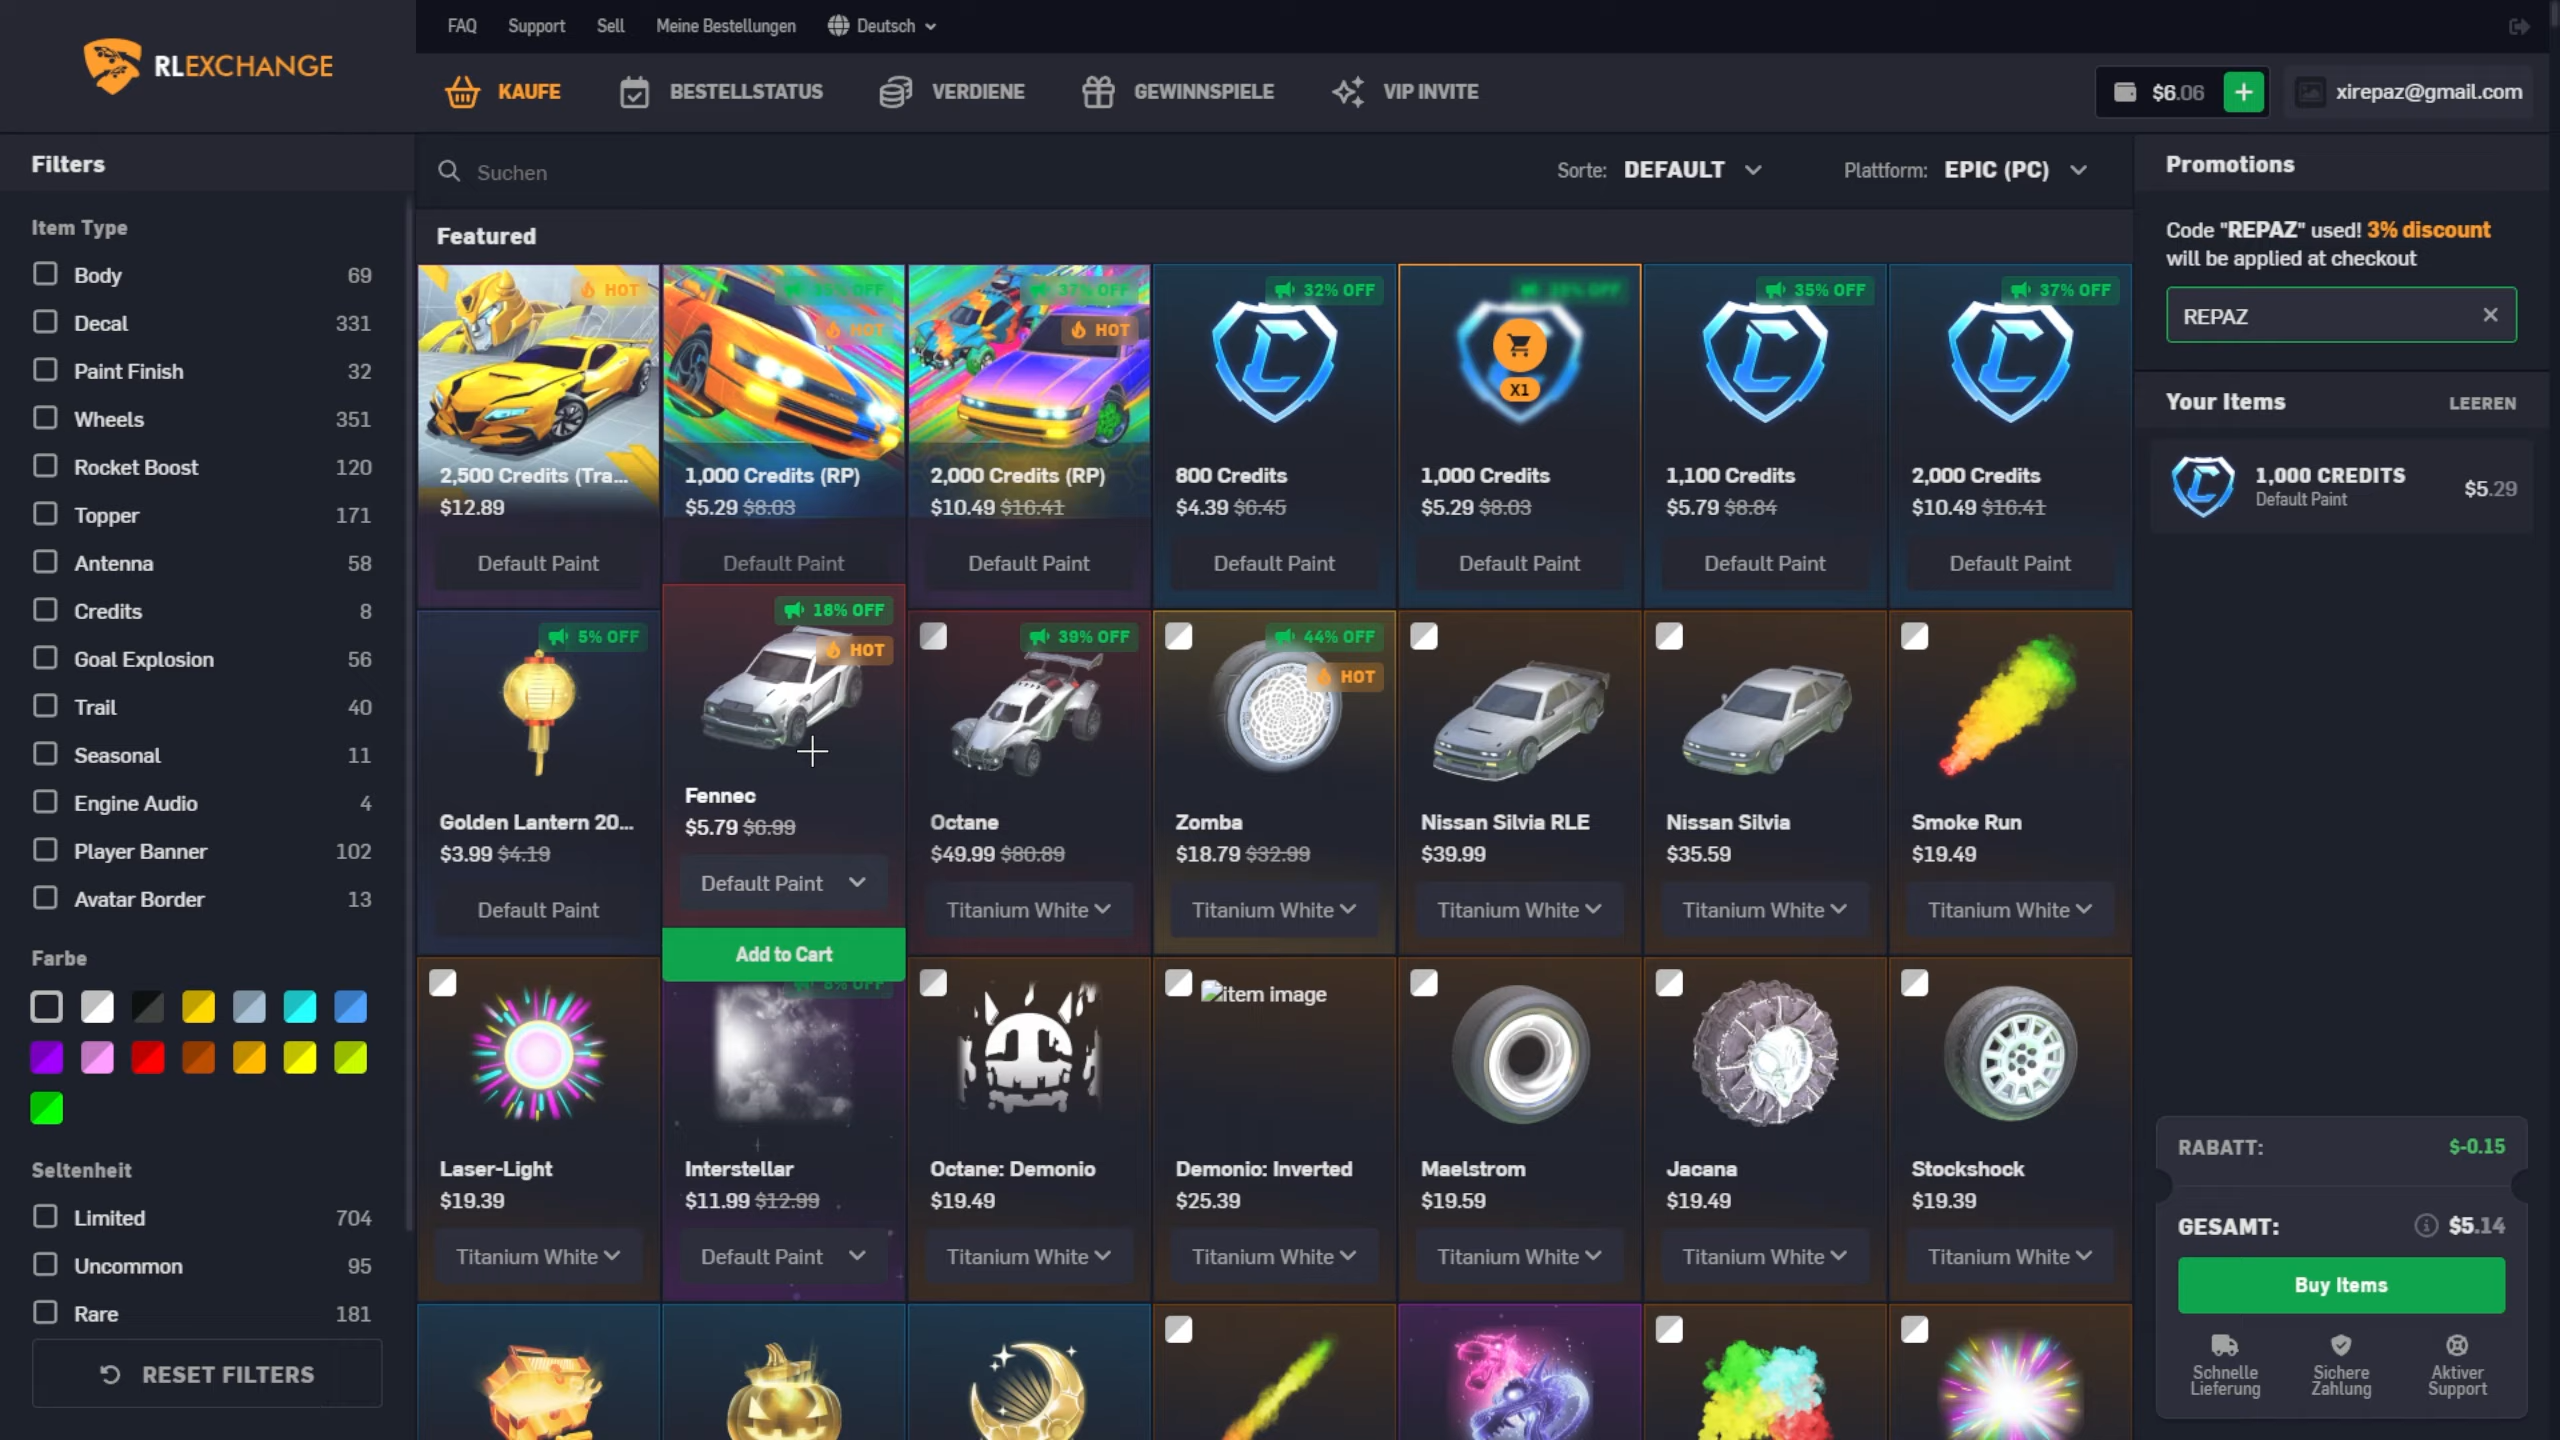 RLEXCHANGE
FAQ Support Sell Meine Bestellungen Deutsch
KAUFE BESTELLSTATUS VERDIENE GEWINNSPIELE VIP INVITE
$6.06 + xirepaz@gmail.com
Filters
Item Type
Body 69
Decal 331
Paint Finish 32
Wheels 351
Rocket Boost 120
Topper 171
Antenna 58
Credits 8
Goal Explosion 56
Trail 40
Seasonal 11
Engine Audio 4
Player Banner 102
Avatar Border 13
Farbe
Seltenheit
Limited 704
Uncommon 95
Rare 181
RESET FILTERS
Suchen
Sorte: DEFAULT Plattform: EPIC (PC)
Featured
HOT
2,500 Credits (Tra...
$12.89
Default Paint
HOT
1,000 Credits (RP)
$5.29 $8.03
Default Paint
37% OFF
HOT
2,000 Credits (RP)
$10.49 $16.41
Default Paint
32% OFF
800 Credits
$4.39 $6.45
Default Paint
X1
1,000 Credits
$5.29 $8.03
Default Paint
35% OFF
1,100 Credits
$5.79 $8.84
Default Paint
37% OFF
2,000 Credits
$10.49 $16.41
Default Paint
5% OFF
Golden Lantern 20...
$3.99 $4.19
Default Paint
18% OFF
HOT
Fennec
$5.79 $6.99
Default Paint
Add to Cart
39% OFF
Octane
$49.99 $80.89
Titanium White
44% OFF
HOT
Zomba
$18.79 $32.99
Titanium White
Nissan Silvia RLE
$39.99
Titanium White
Nissan Silvia
$35.59
Titanium White
Smoke Run
$19.49
Titanium White
Laser-Light
$19.39
Titanium White
8% OFF
Interstellar
$11.99 $12.99
Default Paint
Octane: Demonio
$19.49
Titanium White
item image
Demonio: Inverted
$25.39
Titanium White
Maelstrom
$19.59
Titanium White
Jacana
$19.49
Titanium White
Stockshock
$19.39
Titanium White
Promotions
Code "REPAZ" used! 3% discount
will be applied at checkout
REPAZ
Your Items LEEREN
1,000 CREDITS
Default Paint
$5.29
RABATT: $-0.15
GESAMT: $5.14
Buy Items
Schnelle
Lieferung
Sichere
Zahlung
Aktiver
Support